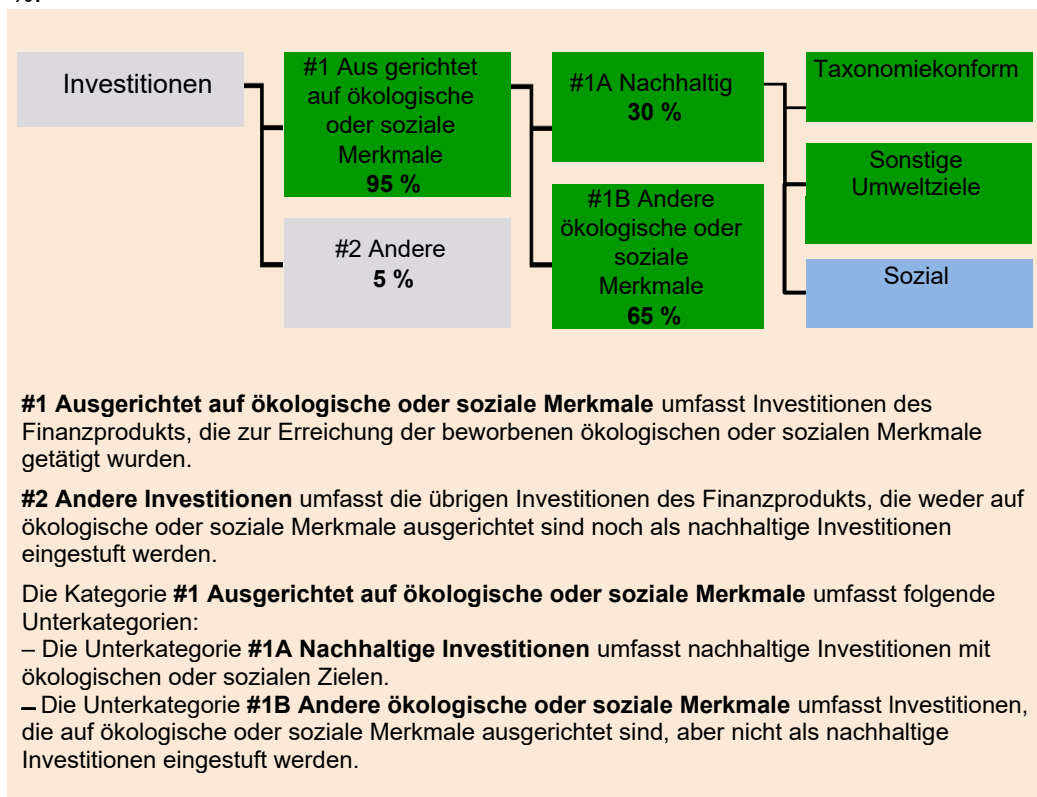 Investitionen
#1 Aus gerichtet
auf ökologische
oder soziale
Merkmale
95 %
#2 Andere
5 %
#1A Nachhaltig
30 %
#1B Andere
ökologische oder
soziale
Merkmale
65 %
Taxonomiekonform
Sonstige
Umweltziele
Sozial
#1 Ausgerichtet auf ökologische oder soziale Merkmale umfasst Investitionen des
Finanzprodukts, die zur Erreichung der beworbenen ökologischen oder sozialen Merkmale
getätigt wurden.
#2 Andere Investitionen umfasst die übrigen Investitionen des Finanzprodukts, die weder auf
ökologische oder soziale Merkmale ausgerichtet sind noch als nachhaltige Investitionen
eingestuft werden.
Die Kategorie #1 Ausgerichtet auf ökologische oder soziale Merkmale umfasst folgende
Unterkategorien:
– Die Unterkategorie #1A Nachhaltige Investitionen umfasst nachhaltige Investitionen mit
ökologischen oder sozialen Zielen.
– Die Unterkategorie #1B Andere ökologische oder soziale Merkmale umfasst Investitionen,
die auf ökologische oder soziale Merkmale ausgerichtet sind, aber nicht als nachhaltige
Investitionen eingestuft werden.